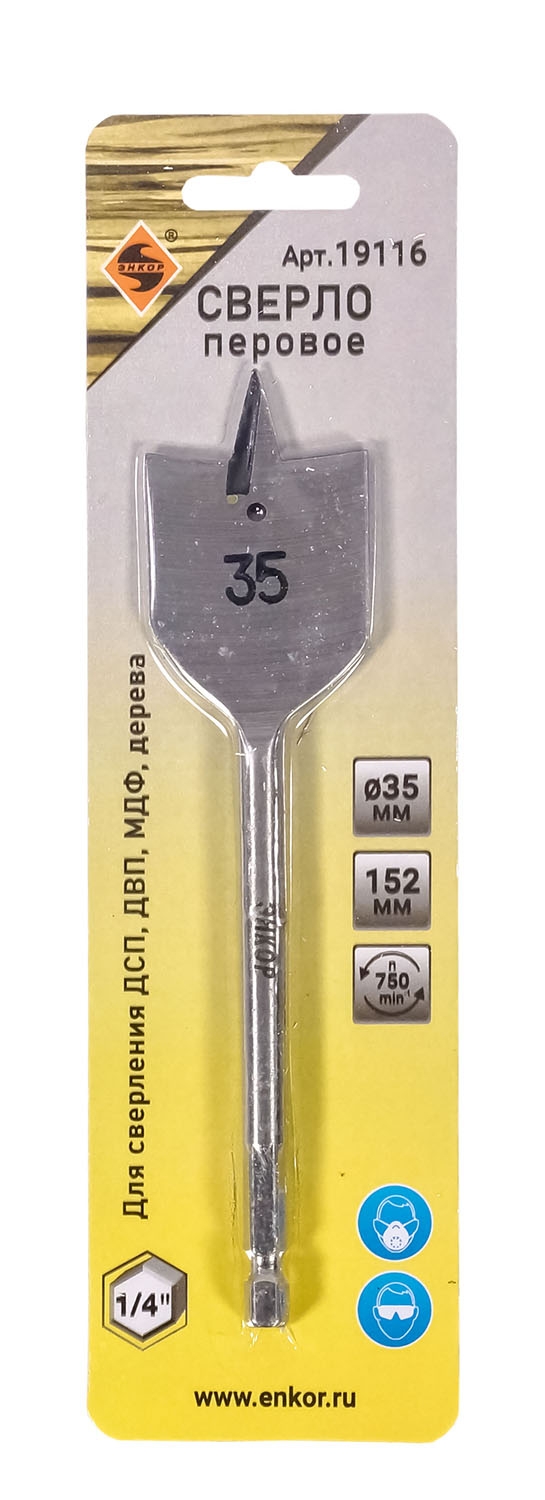 ЭНКОР
®
Арт.19116
СВЕРЛО
перовое
35
Для сверления ДСП, ДВП, МДФ, дерева
ø35
ММ
152
ММ
n
750
min⁻¹
ЭНКОР
1/4"
www.enkor.ru